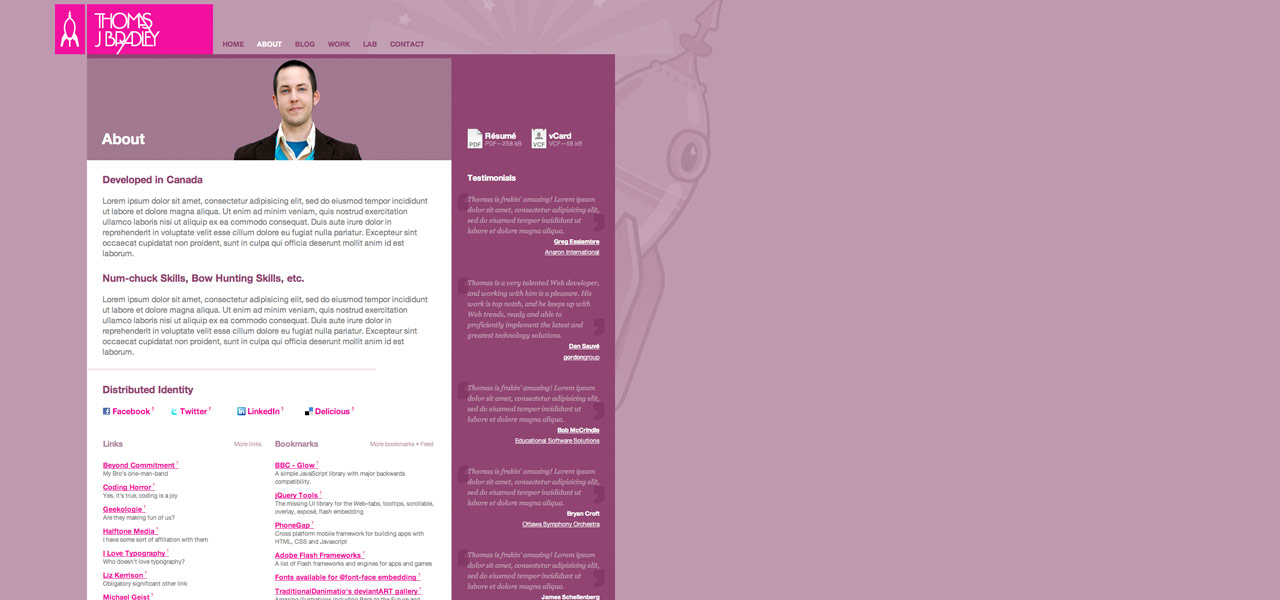 THOMAS
J BRADLEY
HOME ABOUT BLOG WORK LAB CONTACT
About
Developed in Canada
Lorem ipsum dolor sit amet, consectetur adipisicing elit, sed do eiusmod tempor incididunt
ut labore et dolore magna aliqua. Ut enim ad minim veniam, quis nostrud exercitation
ullamco laboris nisi ut aliquip ex ea commodo consequat. Duis aute irure dolor in
reprehenderit in voluptate velit esse cillum dolore eu fugiat nulla pariatur. Excepteur sint
occaecat cupidatat non proident, sunt in culpa qui officia deserunt mollit anim id est
laborum.
Num-chuck Skills, Bow Hunting Skills, etc.
Lorem ipsum dolor sit amet, consectetur adipisicing elit, sed do eiusmod tempor incididunt
ut labore et dolore magna aliqua. Ut enim ad minim veniam, quis nostrud exercitation
ullamco laboris nisi ut aliquip ex ea commodo consequat. Duis aute irure dolor in
reprehenderit in voluptate velit esse cillum dolore eu fugiat nulla pariatur. Excepteur sint
occaecat cupidatat non proident, sunt in culpa qui officia deserunt mollit anim id est
laborum.
Distributed Identity
Facebook ↑ Twitter ↑ LinkedIn ↑ Delicious ↑
Links More links
Beyond Commitment ↑
My Bro's one-man-band
Coding Horror ↑
Yes, it's true, coding is a joy
Geekologie ↑
Are they making fun of us?
Halftone Media ↑
I have some sort of affiliation with them
I Love Typography ↑
Who doesn't love typography?
Liz Kerrison ↑
Obligatory significant other link
Michael Geist ↑
Bookmarks More bookmarks • Feed
BBC - Glow ↑
A simple JavaScript library with major backwards
compatibility.
jQuery Tools ↑
The missing UI library for the Web-tabs, tooltips, scrollable,
overlay, exposé, flash embedding
PhoneGap ↑
Cross platform mobile framework for building apps with
HTML, CSS and Javascript
Adobe Flash Frameworks ↑
A list of Flash frameworks and engines for apps and games
Fonts available for @font-face embedding ↑
TraditionalDanimatio's deviantART gallery ↑
Amazing illustrations including Back to the Future and
PDF Résumé
PDF—258 kB
VCF vCard
VCF—56 kB
Testimonials
Thomas is frakin' amazing! Lorem ipsum
dolor sit amet, consectetur adipisicing elit,
sed do eiusmod tempor incididunt ut
labore et dolore magna aliqua.
Greg Esslambre
Anaron International
Thomas is a very talented Web developer,
and working with him is a pleasure. His
work is top notch, and he keeps up with
Web trends, ready and able to
proficiently implement the latest and
greatest technology solutions.
Dan Sauvé
gordongroup
Thomas is frakin' amazing! Lorem ipsum
dolor sit amet, consectetur adipisicing elit,
sed do eiusmod tempor incididunt ut
labore et dolore magna aliqua.
Bob McCrindle
Educational Software Solutions
Thomas is frakin' amazing! Lorem ipsum
dolor sit amet, consectetur adipisicing elit,
sed do eiusmod tempor incididunt ut
labore et dolore magna aliqua.
Bryan Croft
Ottawa Symphony Orchestra
Thomas is frakin' amazing! Lorem ipsum
dolor sit amet, consectetur adipisicing elit,
sed do eiusmod tempor incididunt ut
labore et dolore magna aliqua.
James Schellenberg